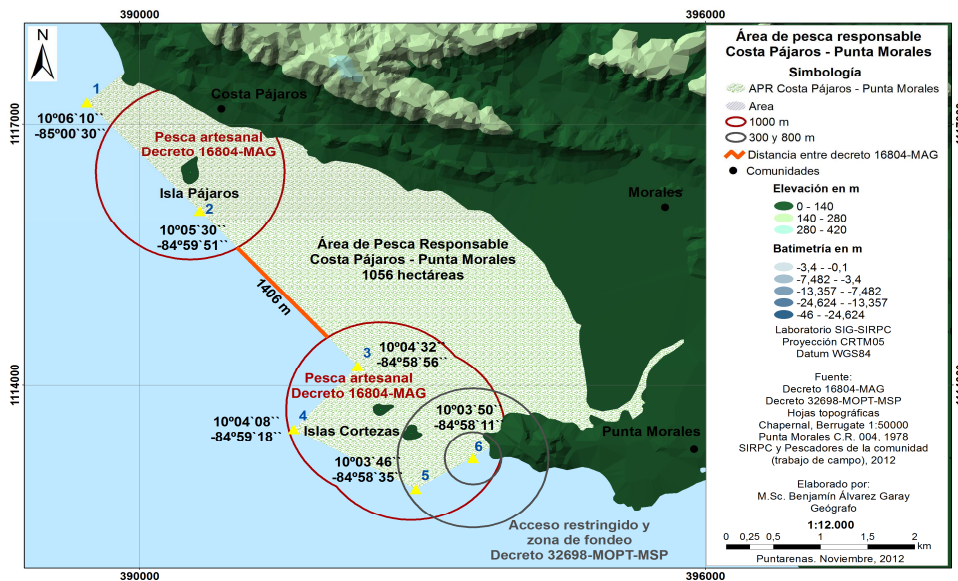 390000
396000
N
1
Costa Pájaros
10º06´10``
-85º00´30``
Pesca artesanal
Decreto 16804-MAG
Isla Pájaros
2
10º05´30``
-84º59´51``
Morales
Área de Pesca Responsable
Costa Pájaros - Punta Morales
1056 hectáreas
1406 m
3
10º04´32``
-84º58´56``
Pesca artesanal
Decreto 16804-MAG
4
10º04´08``
-84º59´18``
Islas Cortezas
10º03´50``
-84º58´11``
Punta Morales
10º03´46``
-84º58´35``
6
5
Acceso restringido y
zona de fondeo
Decreto 32698-MOPT-MSP
1117000
1114000
390000
396000
Área de pesca responsable
Costa Pájaros - Punta Morales
Simbología
APR Costa Pájaros - Punta Morales
Area
1000 m
300 y 800 m
Distancia entre decreto 16804-MAG
Comunidades
Elevación en m
0 - 140
140 - 280
280 - 420
Batimetría en m
-3,4 - -0,1
-7,482 - -3,4
-13,357 - -7,482
-24,624 - -13,357
-46 - -24,624
Laboratorio SIG-SIRPC
Proyección CRTM05
Datum WGS84
Fuente:
Decreto 16804-MAG
Decreto 32698-MOPT-MSP
Hojas topográficas
Chapernal, Berrugate 1:50000
Punta Morales C.R. 004. 1978
SIRPC y Pescadores de la comunidad
(trabajo de campo), 2012
Elaborado por:
M.Sc. Benjamín Álvarez Garay
Geógrafo
1:12.000
0 0,25 0,5 1 1,5 2
km
Puntarenas. Noviembre, 2012